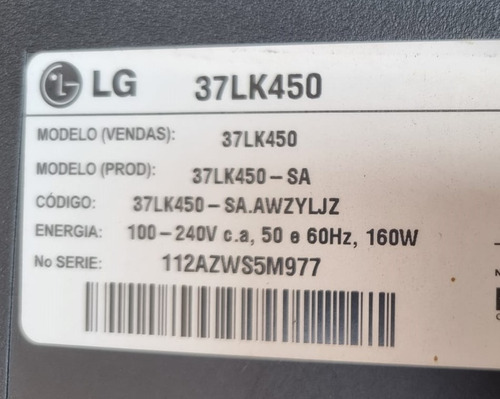 LG 37LK450
MODELO (VENDAS): 37LK450
MODELO (PROD): 37LK450-SA
CÓDIGO: 37LK450-SA.AWZYLJZ
ENERGIA: 100-240V c.a, 50 e 60Hz, 160W
No SERIE: 112AZWS5M977